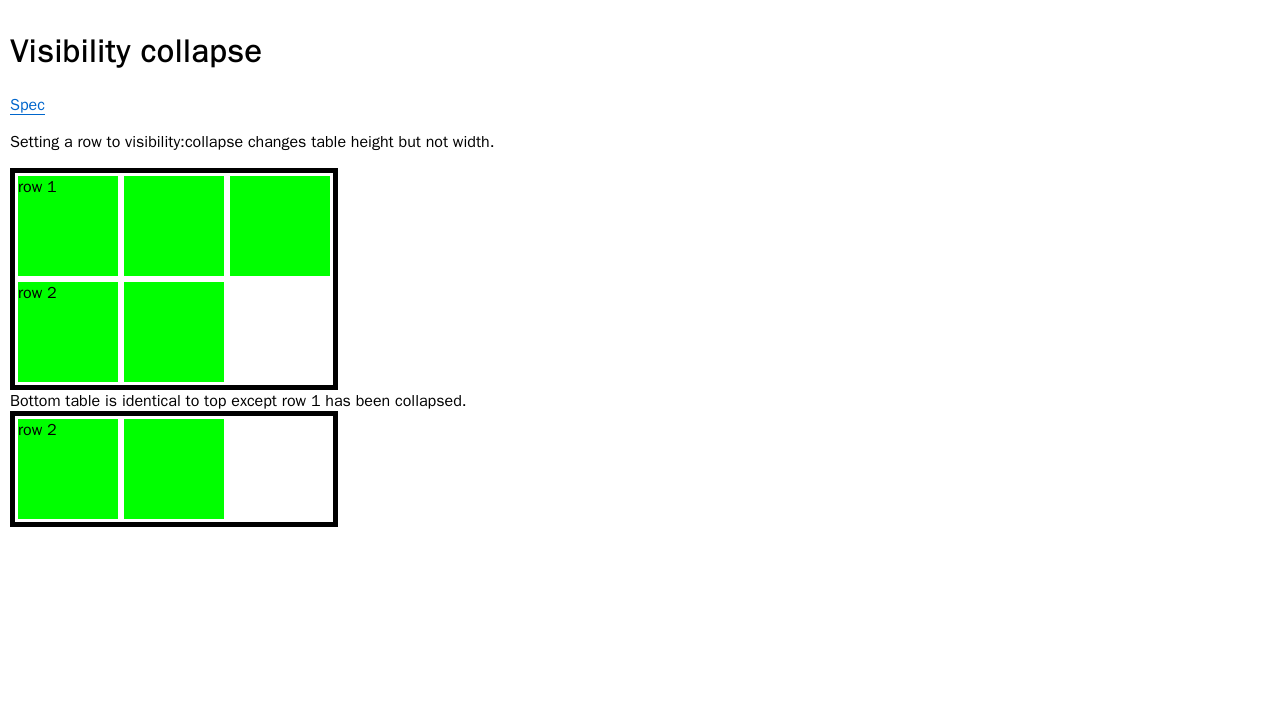 Visibility collapse
Spec
Setting a row to visibility:collapse changes table height but not width.
row 1
row 2
Bottom table is identical to top except row 1 has been collapsed.
row 2